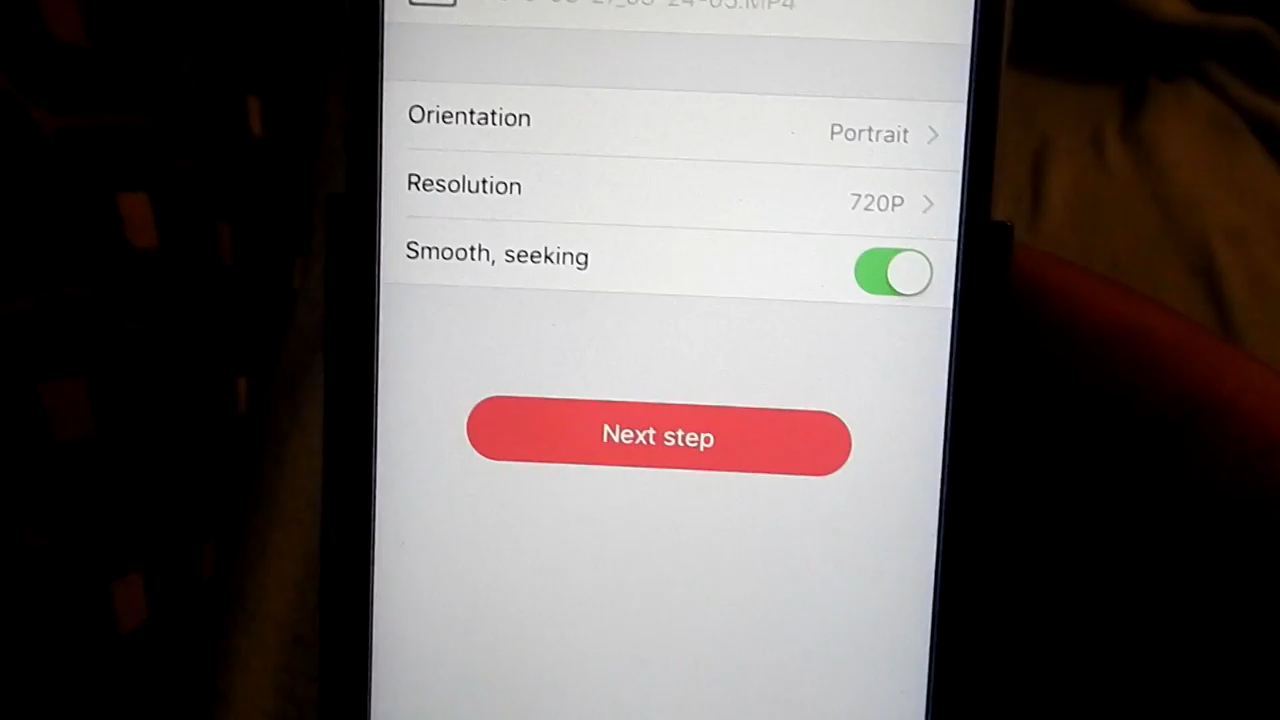 Orientation
Portrait
Resolution
720P
Smooth, seeking
Next step